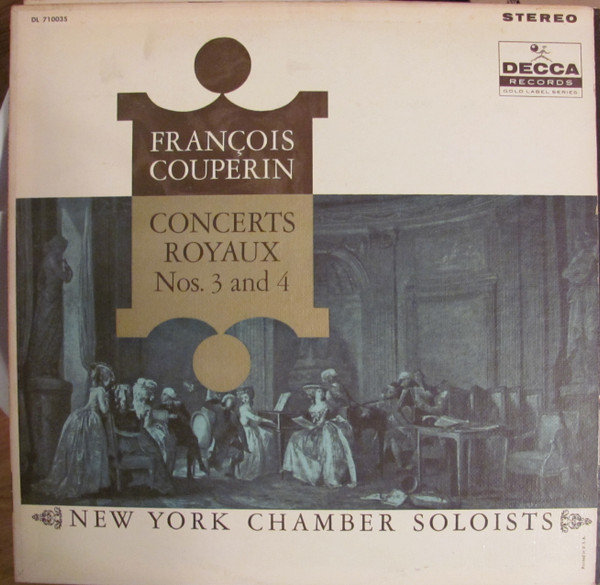 DL 710035
STEREO
DECCA
RECORDS
GOLD LABEL SERIES
FRANÇOIS
COUPERIN
CONCERTS
ROYAUX
Nos. 3 and 4
NEW YORK CHAMBER SOLOISTS